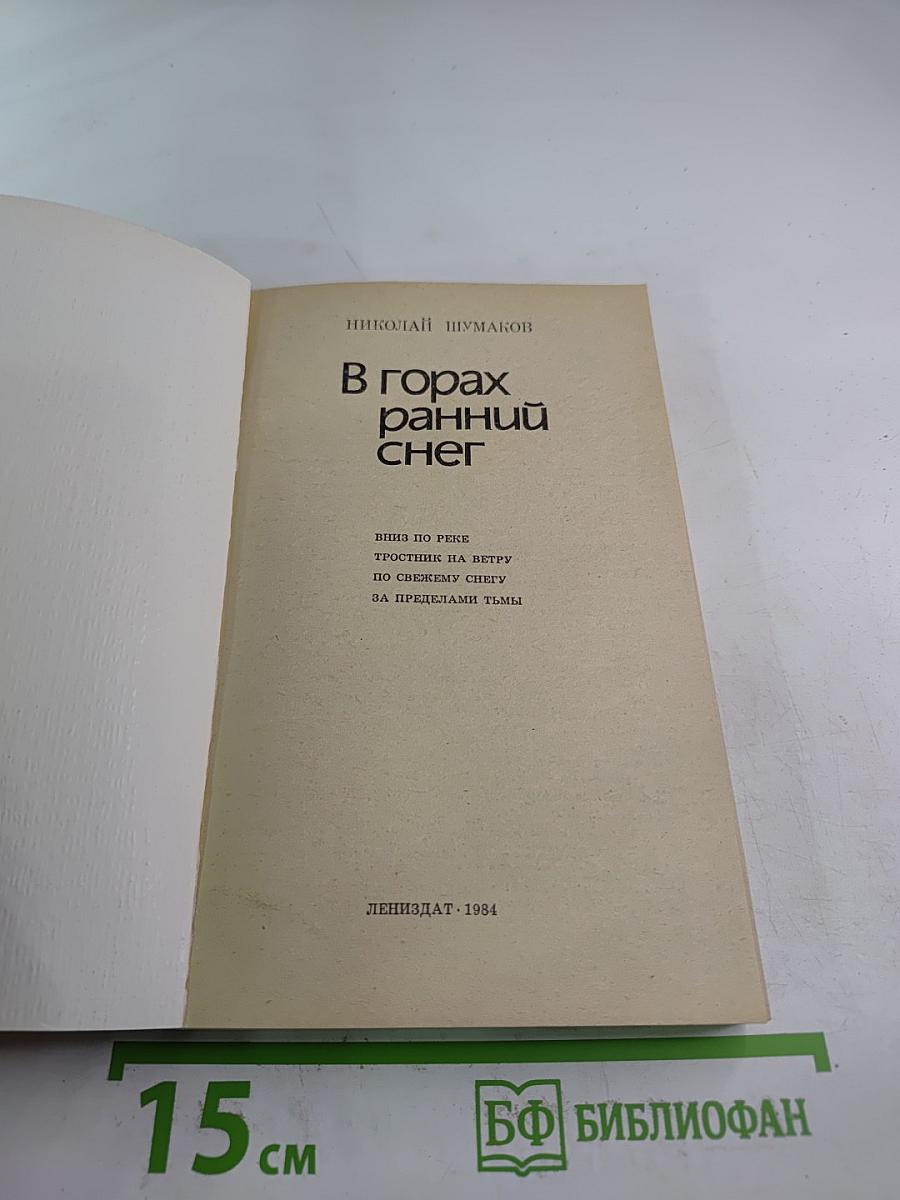 НИКОЛАЙ ШУМАКОВ
В горах
ранний
снег
ВНИЗ ПО РЕКЕ
ТРОСТНИК НА ВЕТРУ
ПО СВЕЖЕМУ СНЕГУ
ЗА ПРЕДЕЛАМИ ТЬМЫ
ЛЕНИЗДАТ · 1984
15 см
БФ БИБЛИОФАН